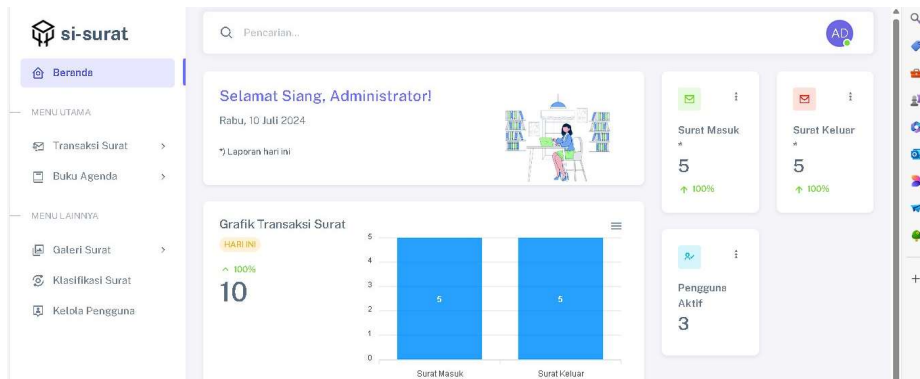 si-surat
Beranda
MENU UTAMA
Transaksi Surat
Buku Agenda
MENU LAINNYA
Galeri Surat
Klasifikasi Surat
Kelola Pengguna
Pencarian...
AD
Selamat Siang, Administrator!
Rabu, 10 Juli 2024
*) Laporan hari ini
Surat Masuk
*
5
100%
Surat Keluar
*
5
100%
Grafik Transaksi Surat
HARI INI
100%
10
5
4
3
2
1
0
5
5
Surat Masuk
Surat Keluar
Pengguna
Aktif
3